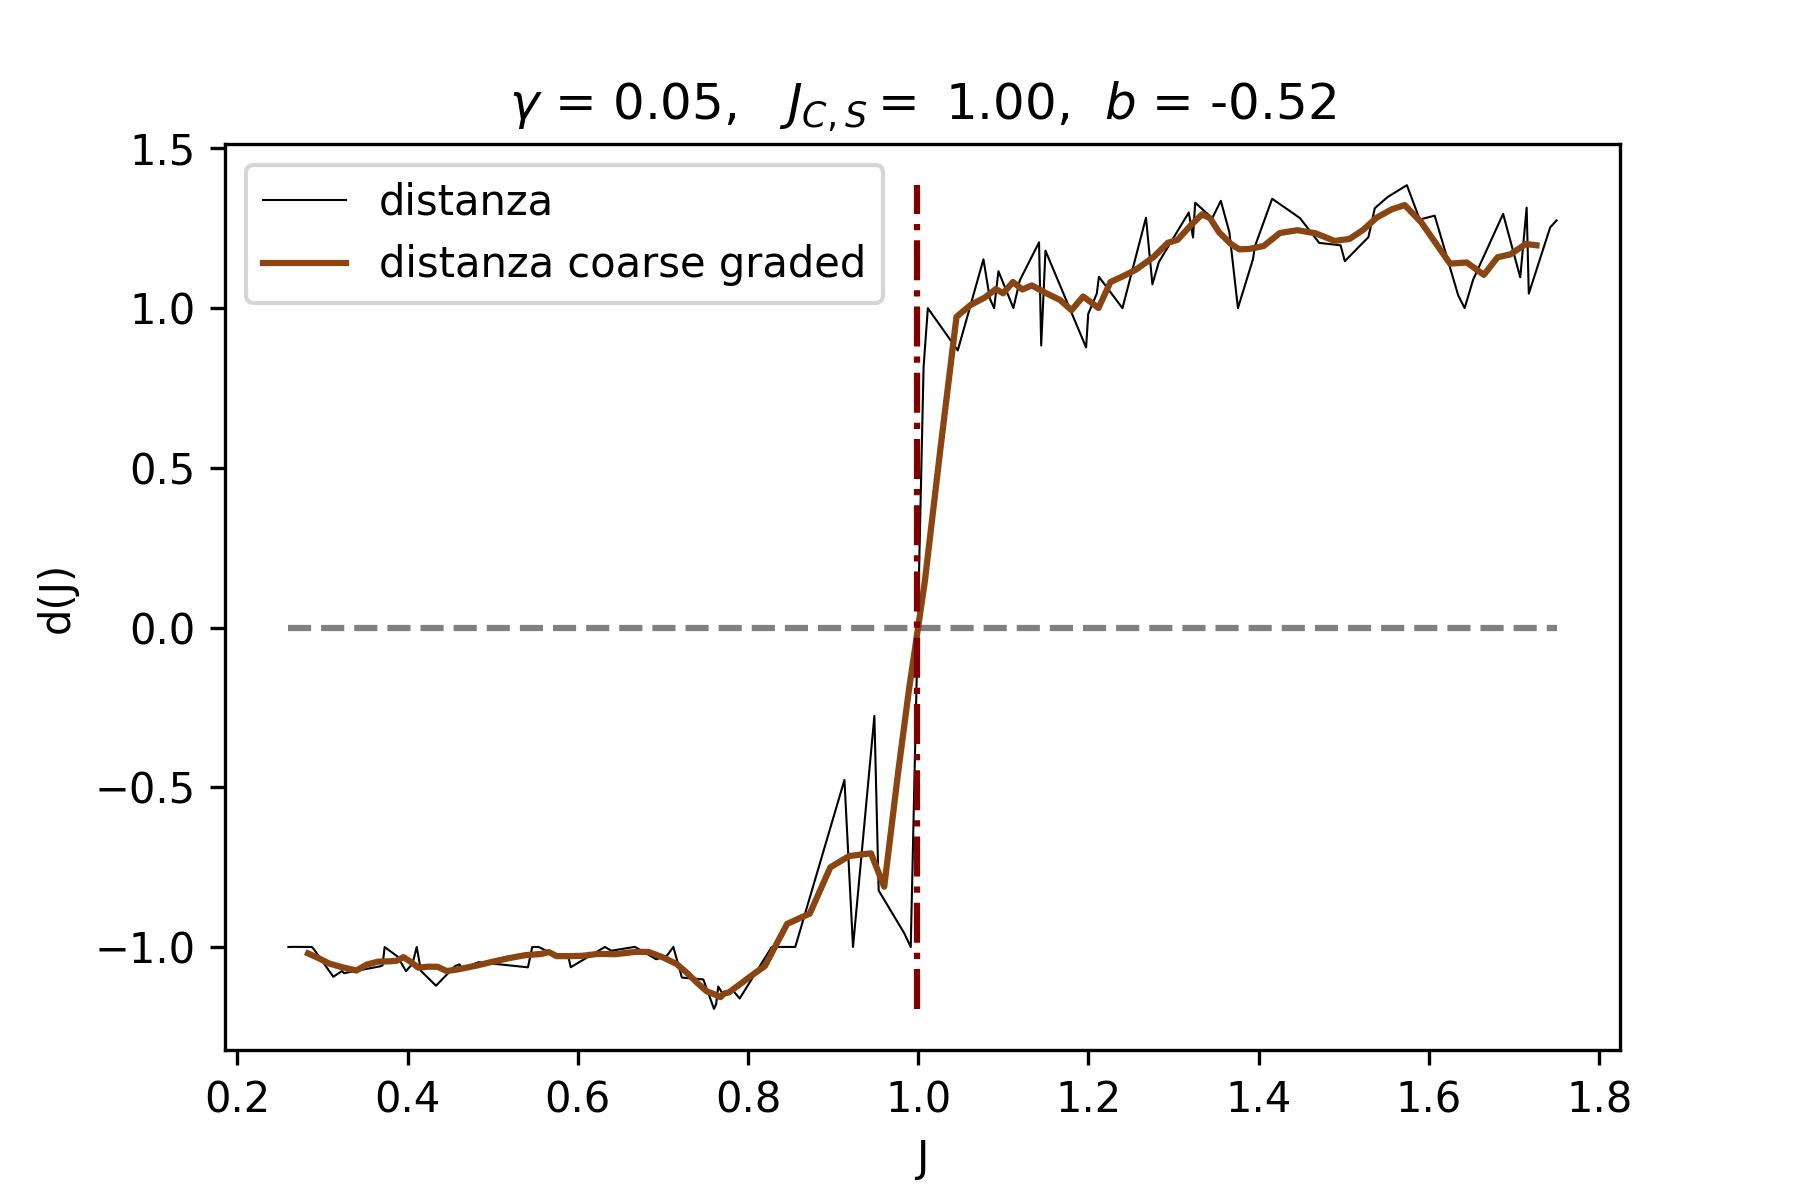 γ = 0.05, J_{C,S} = 1.00, b = -0.52
1.5
1.0
0.5
0.0
−0.5
−1.0
d(J)
distanza
distanza coarse graded
0.2 0.4 0.6 0.8 1.0 1.2 1.4 1.6 1.8
J